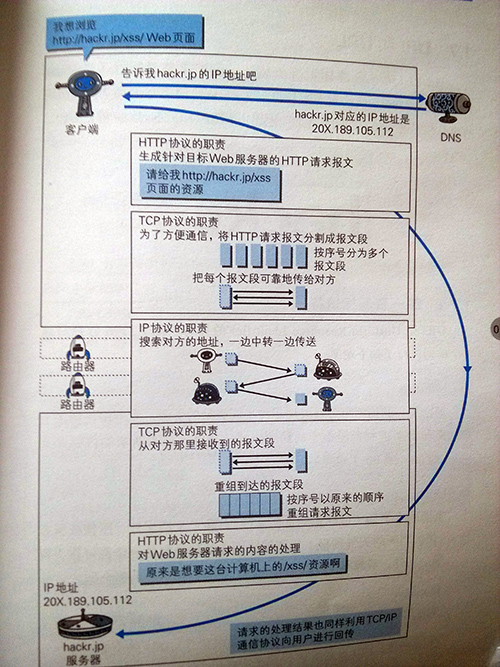 我想浏览
http://hackr.jp/xss/ Web 页面
告诉我hackr.jp的IP地址吧
客户端
hackr.jp对应的IP地址是
20X.189.105.112
DNS
HTTP协议的职责
生成针对目标Web服务器的HTTP请求报文
请给我http://hackr.jp/xss
页面的资源
TCP协议的职责
为了方便通信，将HTTP请求报文分割成报文段
按序号分为多个
报文段
把每个报文段可靠地传给对方
IP协议的职责
搜索对方的地址，一边中转一边传送
路由器
路由器
TCP协议的职责
从对方那里接收到的报文段
重组到达的报文段
按序号以原来的顺序
重组请求报文
HTTP协议的职责
对Web服务器请求的内容的处理
原来是想要这台计算机上的/xss/资源啊
IP地址
20X.189.105.112
hackr.jp
服务器
请求的处理结果也同样利用TCP/IP
通信协议向用户进行回传